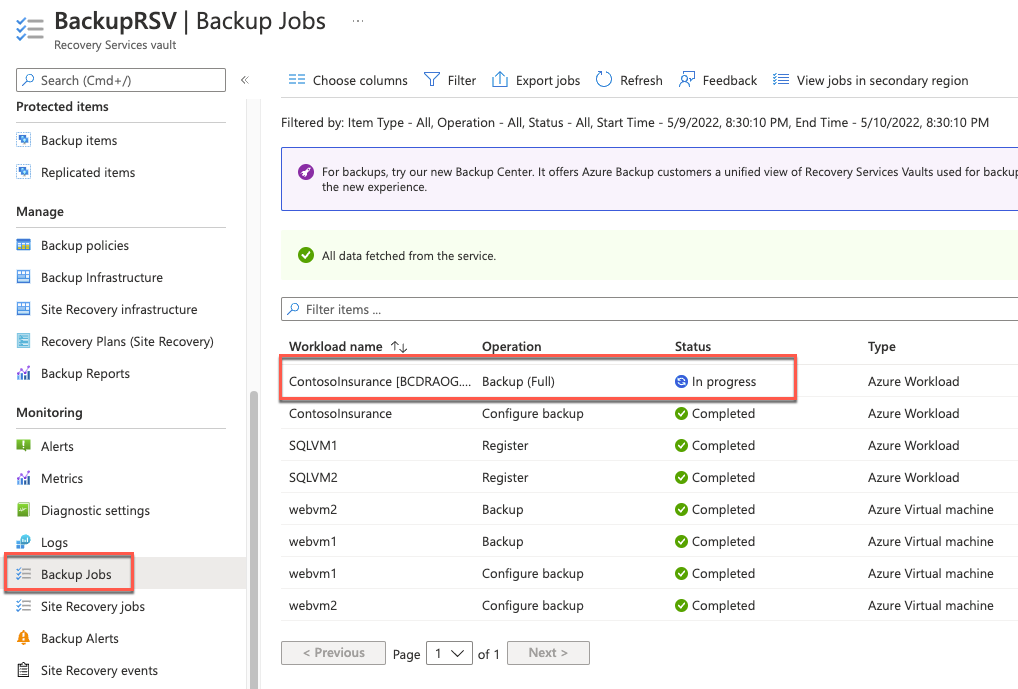 BackupRSV | Backup Jobs ...
Recovery Services vault
Search (Cmd+/)
«
Protected items
Backup items
Replicated items
Manage
Backup policies
Backup Infrastructure
Site Recovery infrastructure
Recovery Plans (Site Recovery)
Backup Reports
Monitoring
Alerts
Metrics
Diagnostic settings
Logs
Backup Jobs
Site Recovery jobs
Backup Alerts
Site Recovery events
Choose columns Filter Export jobs Refresh Feedback View jobs in secondary region
Filtered by: Item Type - All, Operation - All, Status - All, Start Time - 5/9/2022, 8:30:10 PM, End Time - 5/10/2022, 8:30:10 PM
For backups, try our new Backup Center. It offers Azure Backup customers a unified view of Recovery Services Vaults used for backup
the new experience.
All data fetched from the service.
Filter items ...
Workload name ↑↓ Operation Status Type
ContosoInsurance [BCDRAOG.... Backup (Full) In progress Azure Workload
ContosoInsurance Configure backup Completed Azure Workload
SQLVM1 Register Completed Azure Workload
SQLVM2 Register Completed Azure Workload
webvm2 Backup Completed Azure Virtual machine
webvm1 Backup Completed Azure Virtual machine
webvm1 Configure backup Completed Azure Virtual machine
webvm2 Configure backup Completed Azure Virtual machine
< Previous Page 1 of 1 Next >